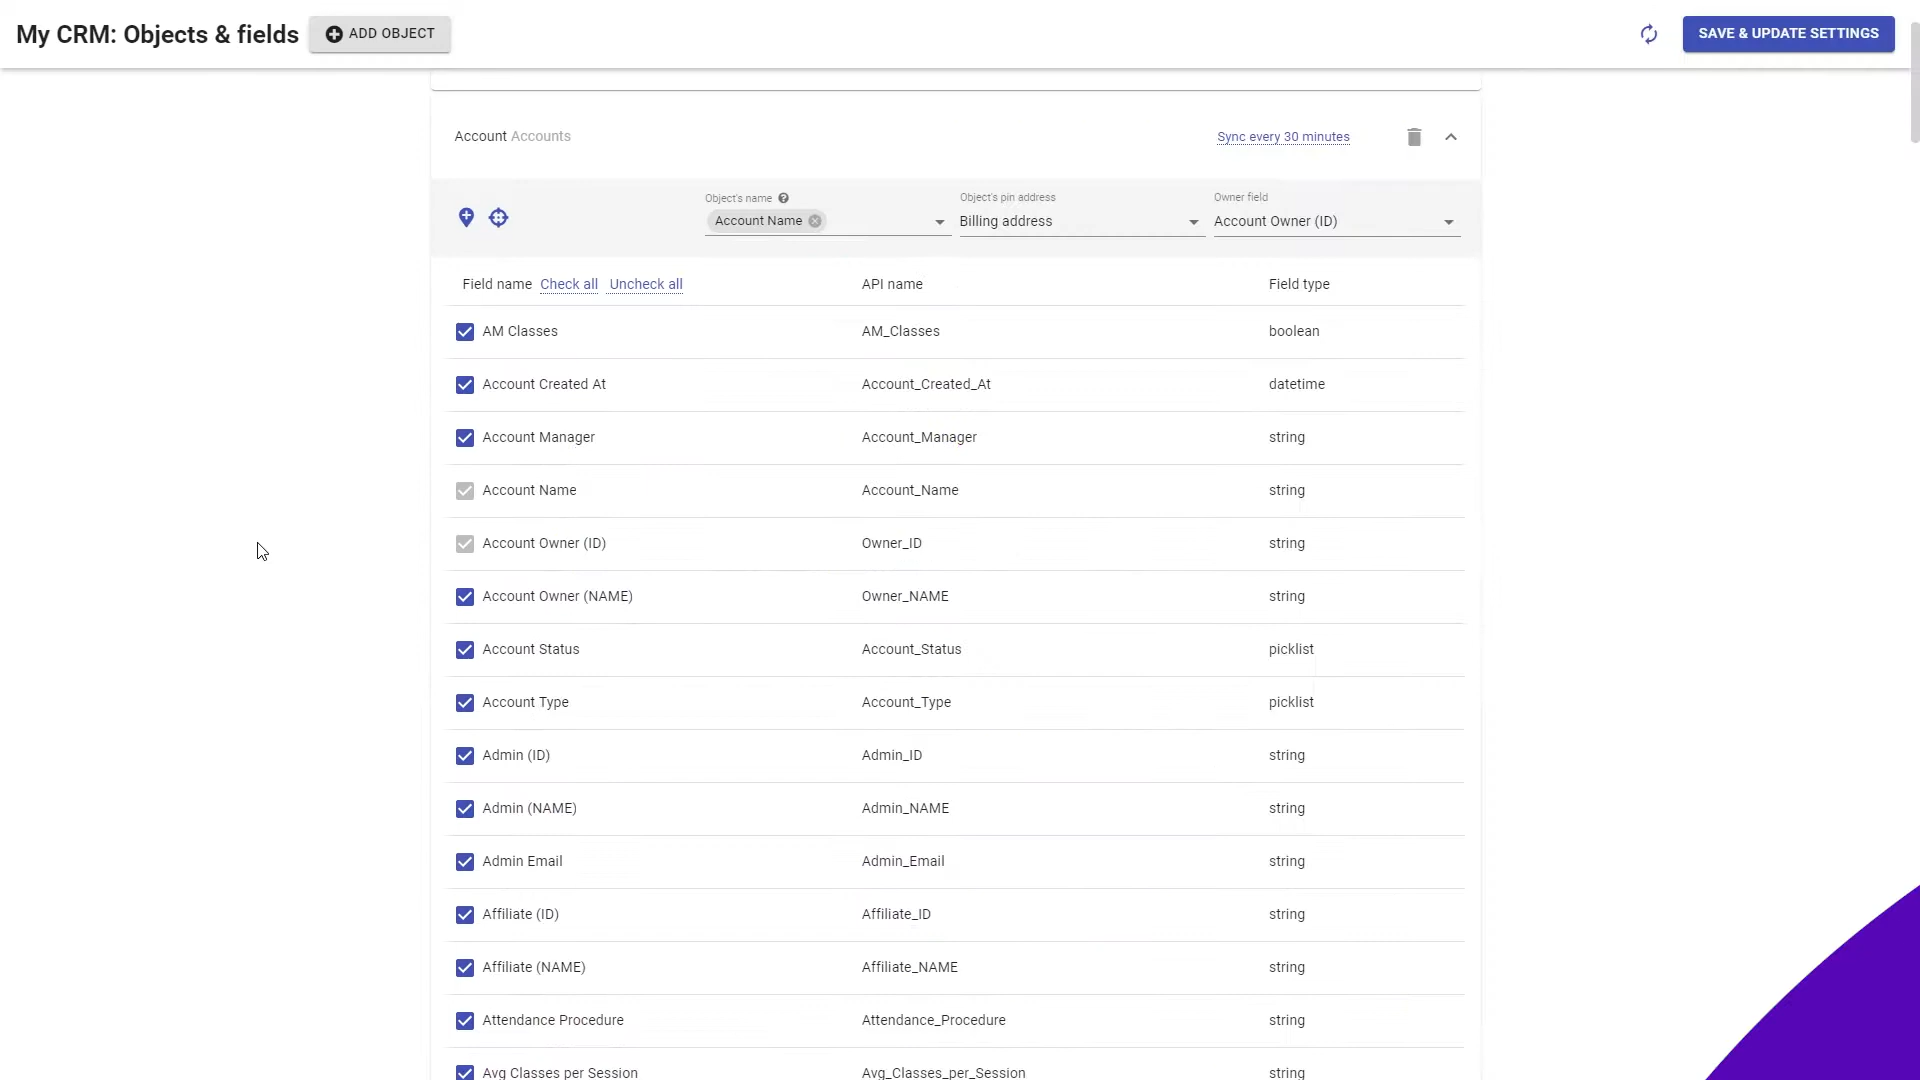 My CRM: Objects & fields
ADD OBJECT
SAVE & UPDATE SETTINGS
Account Accounts
Sync every 30 minutes
Object's name
Object's pin address
Owner field
Account Name
Billing address
Account Owner (ID)
Field name Check all Uncheck all API name Field type
AM Classes AM_Classes boolean
Account Created At Account_Created_At datetime
Account Manager Account_Manager string
Account Name Account_Name string
Account Owner (ID) Owner_ID string
Account Owner (NAME) Owner_NAME string
Account Status Account_Status picklist
Account Type Account_Type picklist
Admin (ID) Admin_ID string
Admin (NAME) Admin_NAME string
Admin Email Admin_Email string
Affiliate (ID) Affiliate_ID string
Affiliate (NAME) Affiliate_NAME string
Attendance Procedure Attendance_Procedure string
Avg Classes per Session Avg_Classes_per_Session string